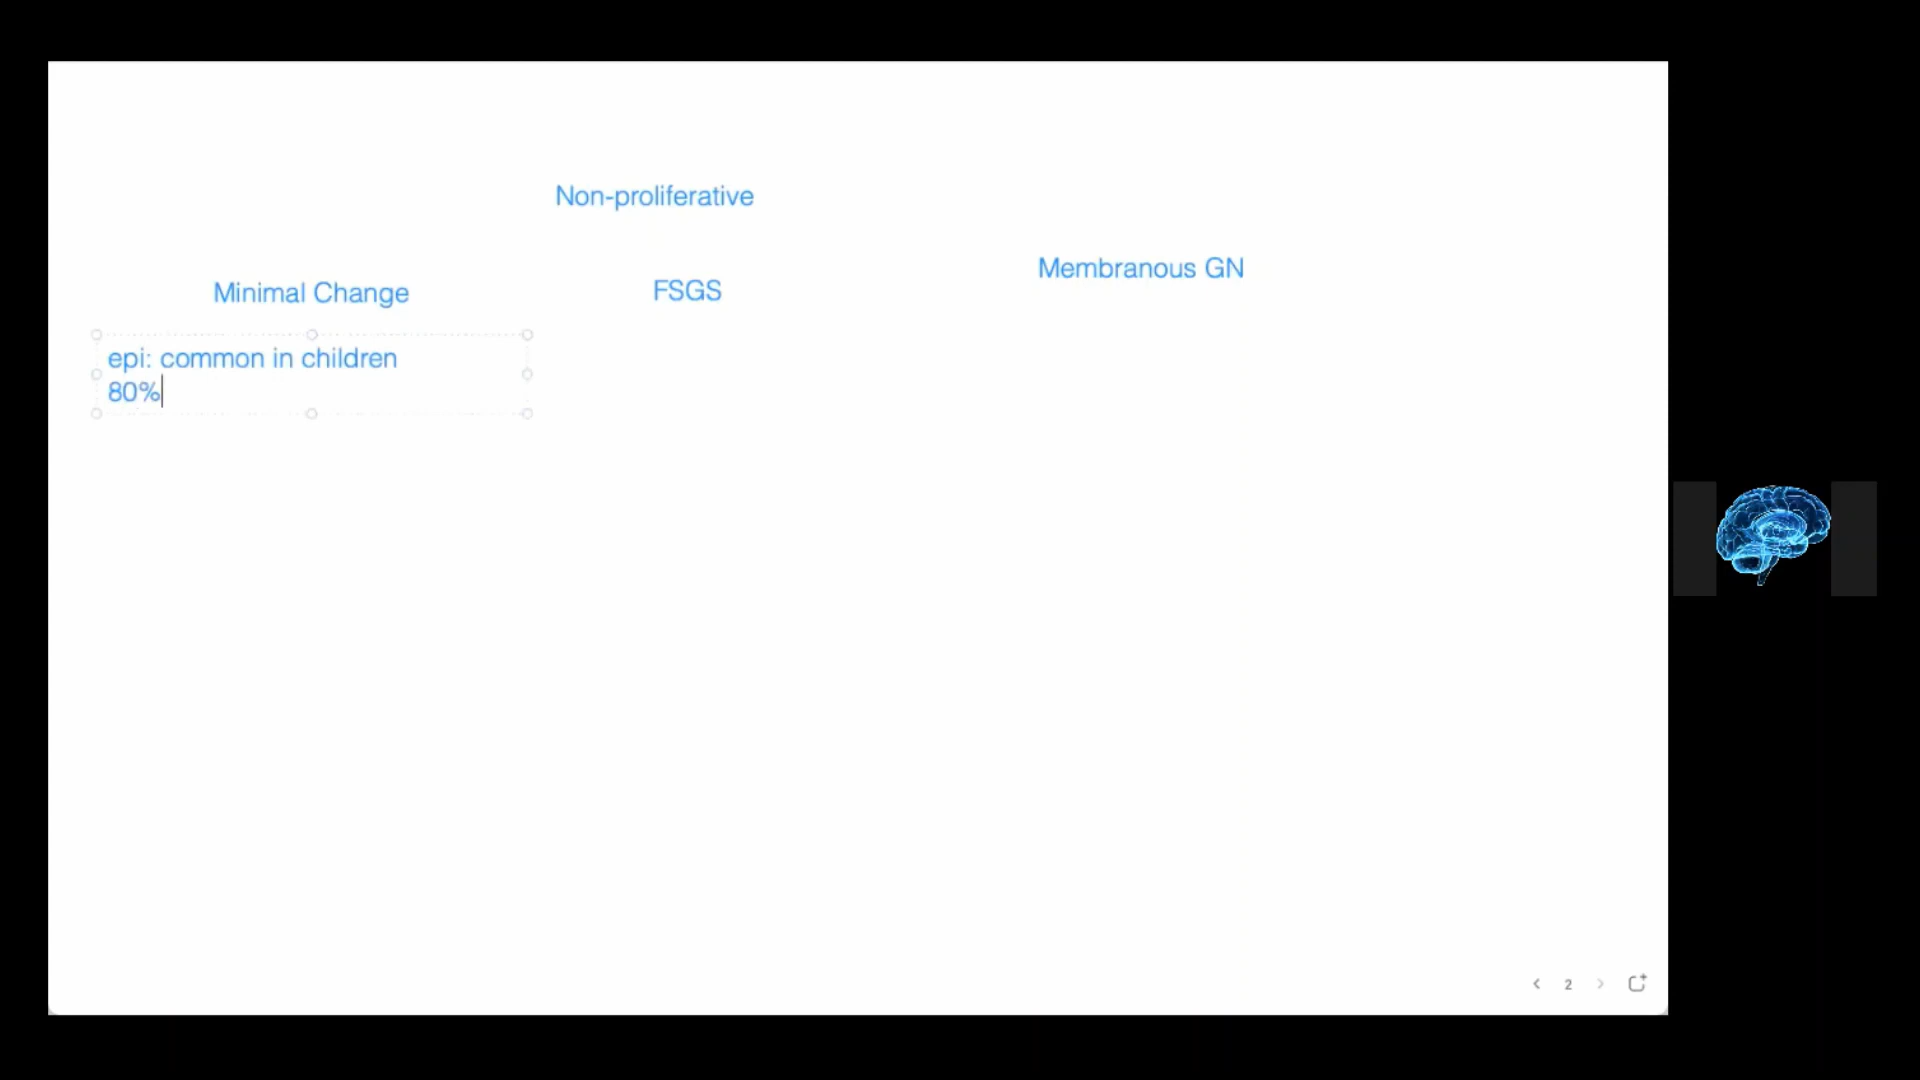 Non-proliferative
Membranous GN
Minimal Change
FSGS
epi: common in children
80%
2